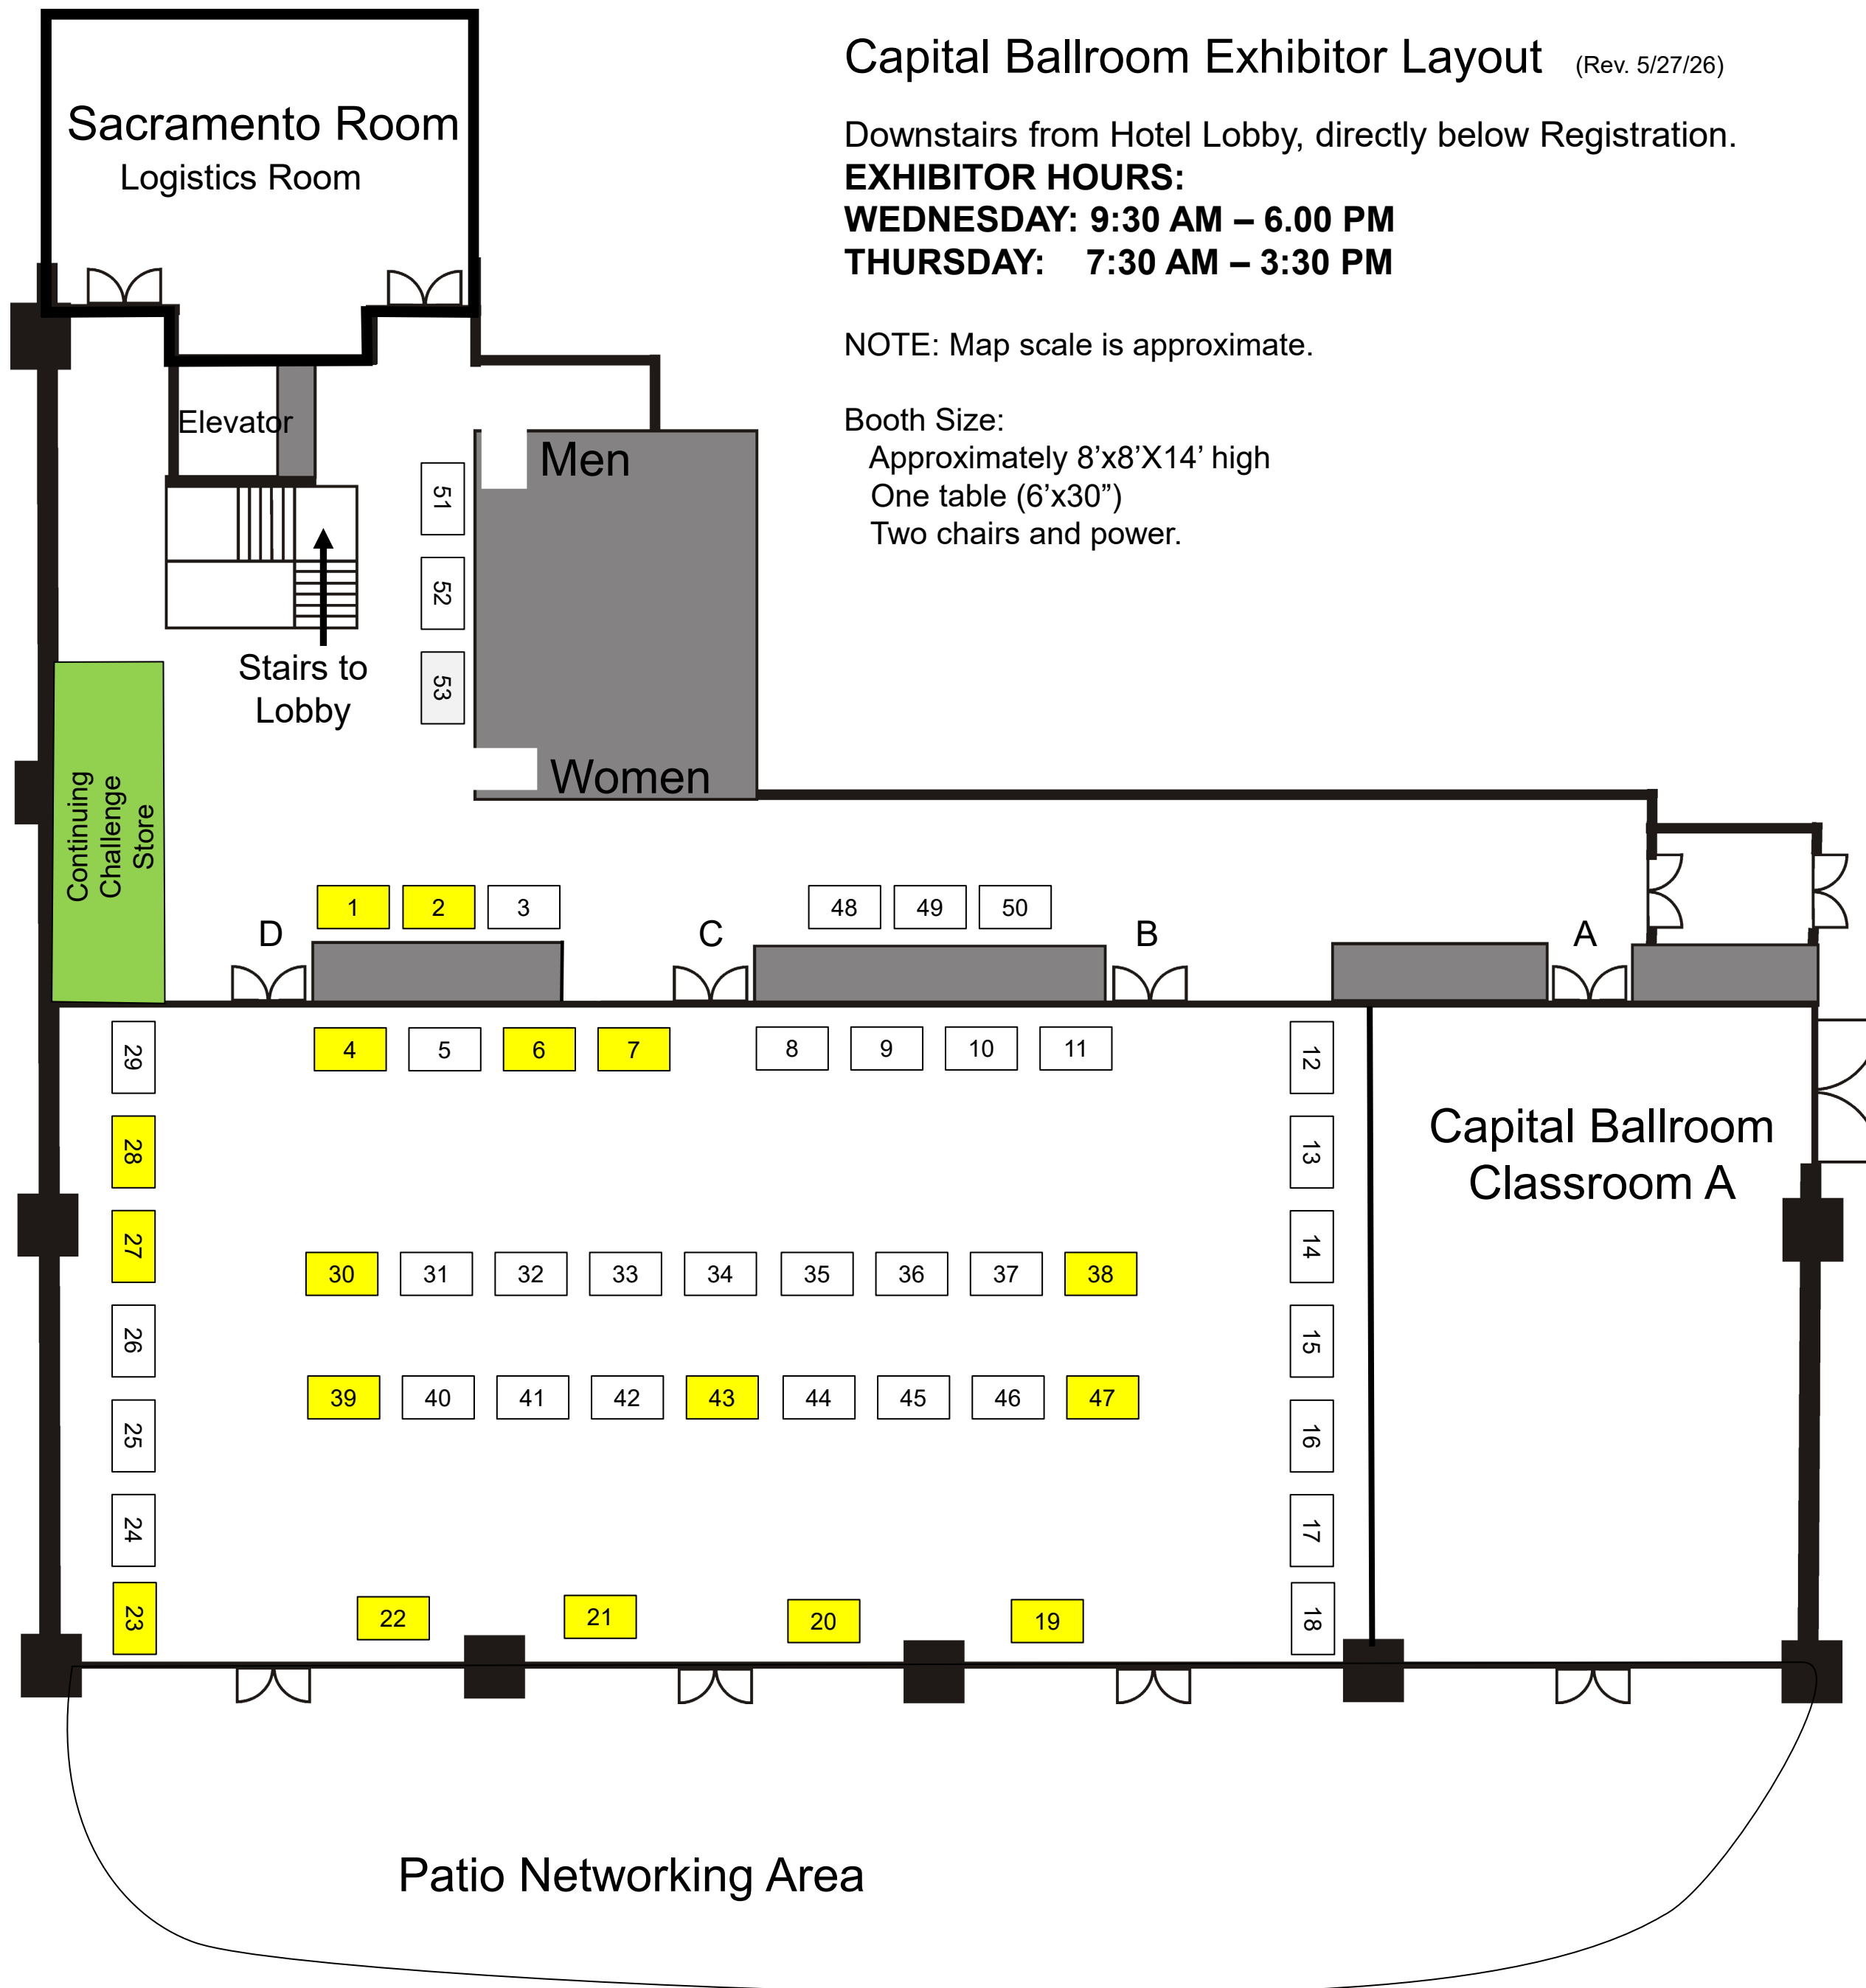 Capital Ballroom Exhibitor Layout (Rev. 5/27/26)
Downstairs from Hotel Lobby, directly below Registration.
EXHIBITOR HOURS:
WEDNESDAY: 9:30 AM – 6.00 PM
THURSDAY: 7:30 AM – 3:30 PM
NOTE: Map scale is approximate.
Booth Size:
Approximately 8’x8’X14’ high
One table (6’x30”)
Two chairs and power.
Sacramento Room
Logistics Room
Elevator
Men
51
52
53
Stairs to
Lobby
Women
Continuing
Challenge
Store
1 2 3 48 49 50
D C B A
4 5 6 7 8 9 10 11
29
28
27
26
25
24
23
12
13
14
15
16
17
18
Capital Ballroom
Classroom A
30 31 32 33 34 35 36 37 38
39 40 41 42 43 44 45 46 47
22 21 20 19
Patio Networking Area